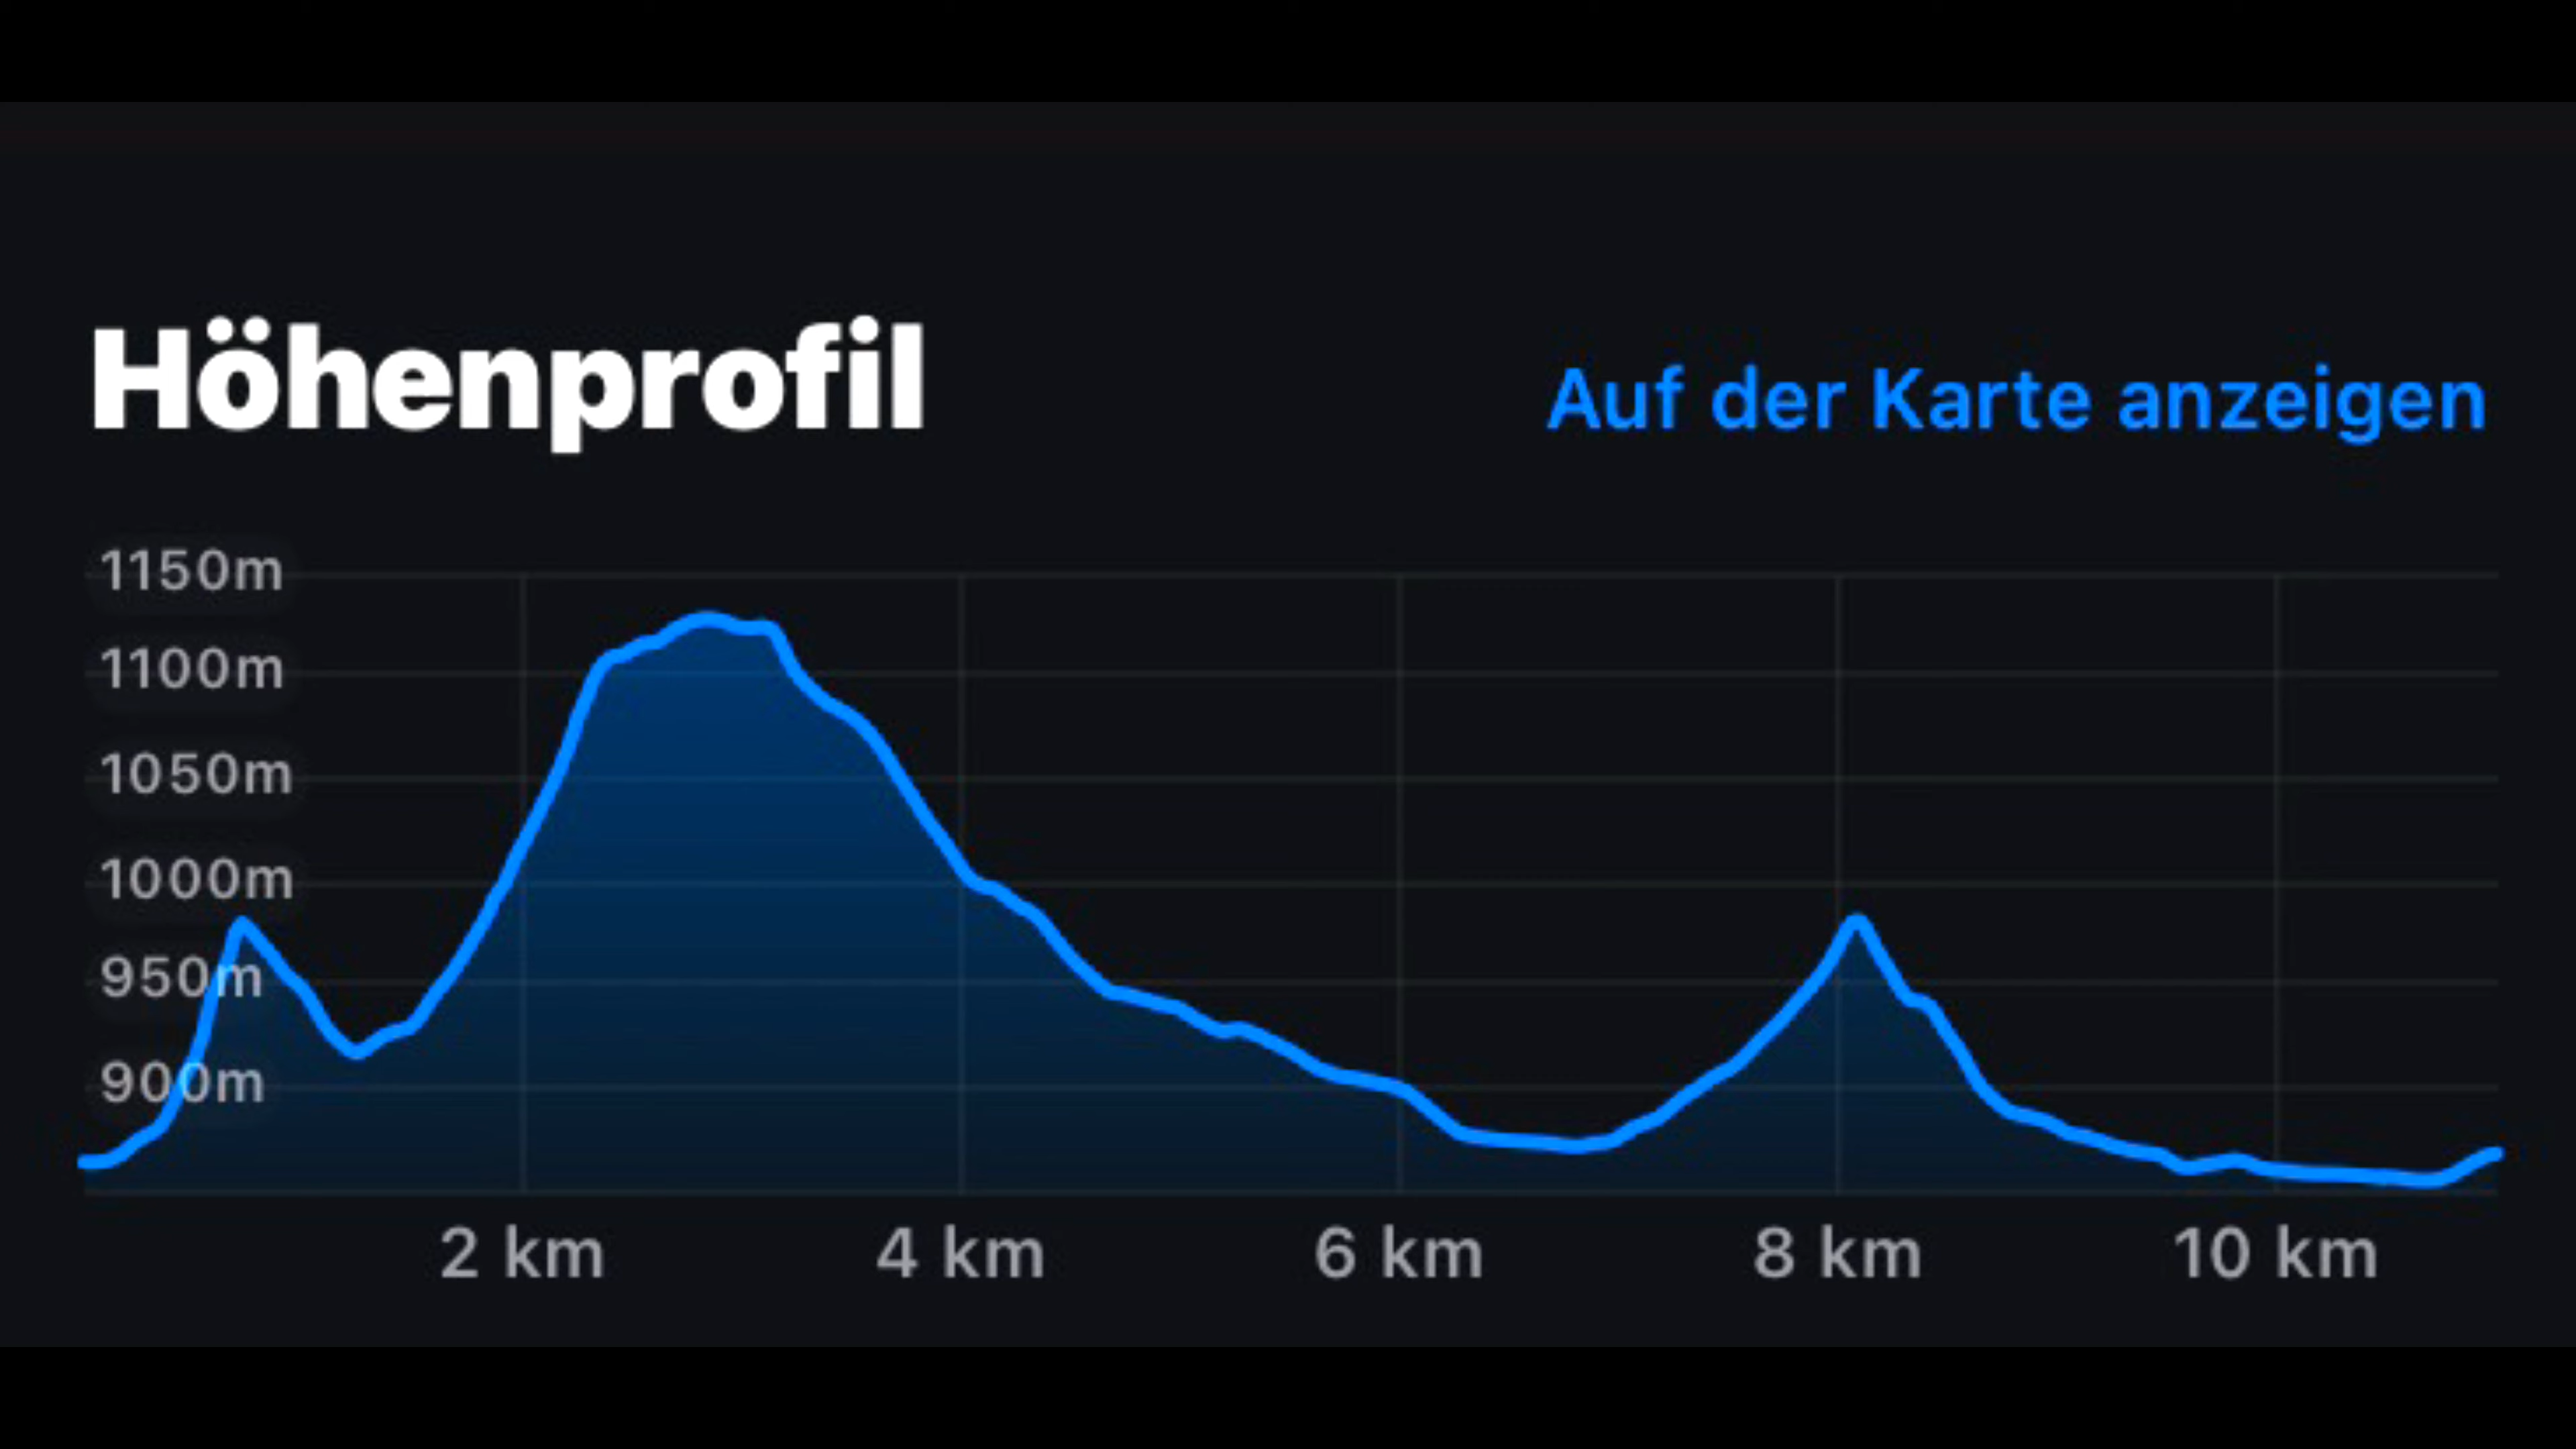 Höhenprofil
Auf der Karte anzeigen
1150m
1100m
1050m
1000m
950m
900m
2 km
4 km
6 km
8 km
10 km